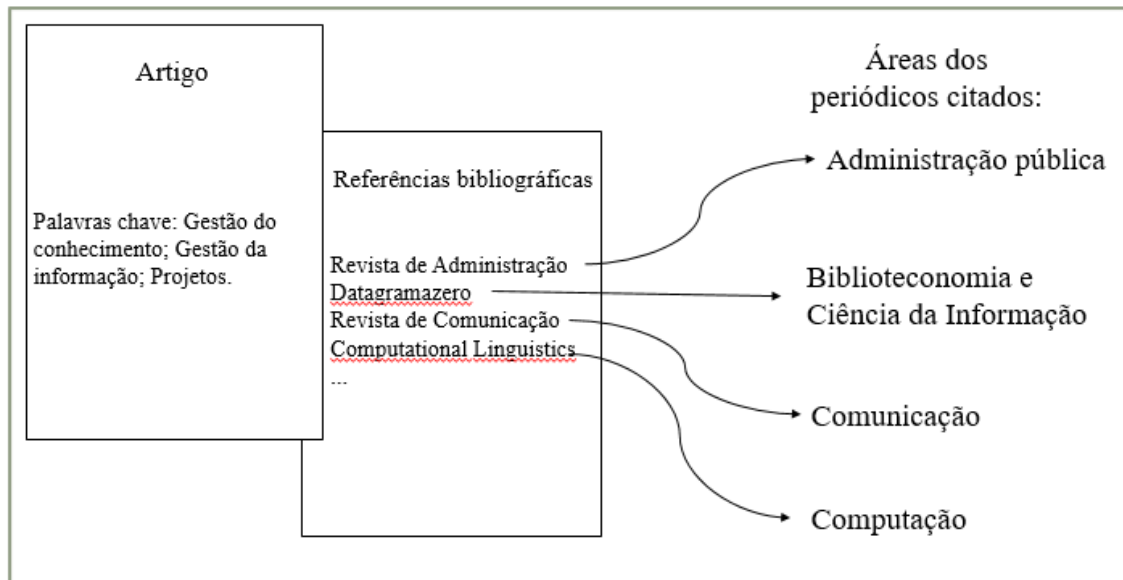 Artigo
Palavras chave: Gestão do
conhecimento; Gestão da
informação; Projetos.
Referências bibliográficas
Revista de Administração
Datagramazero
Revista de Comunicação
Computational Linguistics
...
Áreas dos
periódicos citados:
Administração pública
Biblioteconomia e
Ciência da Informação
Comunicação
Computação